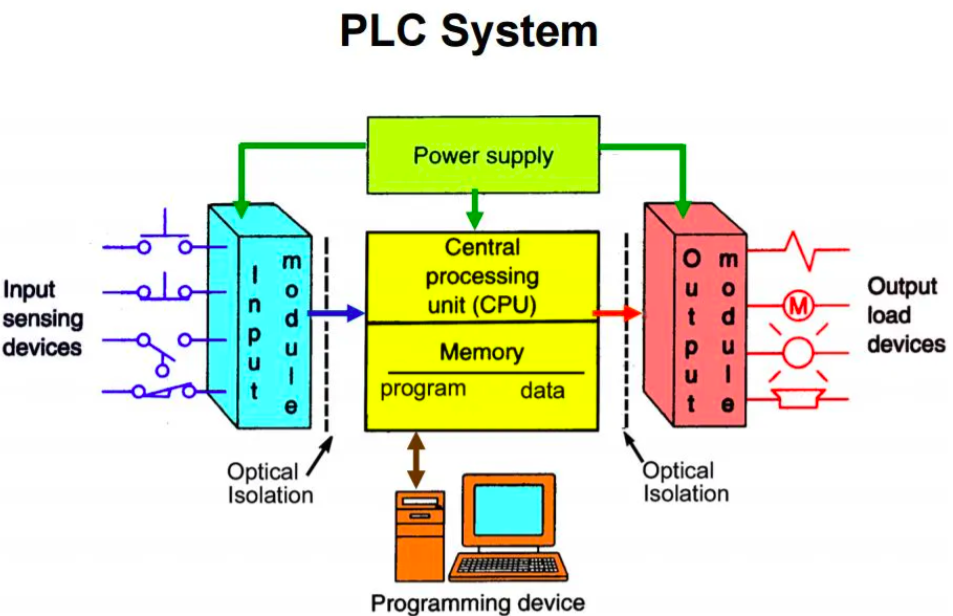 PLC System
Power supply
Input
sensing
devices
Input
module
Central
processing
unit (CPU)
Memory
program data
Output
module
M
Output
load
devices
Optical
Isolation
Optical
Isolation
Programming device